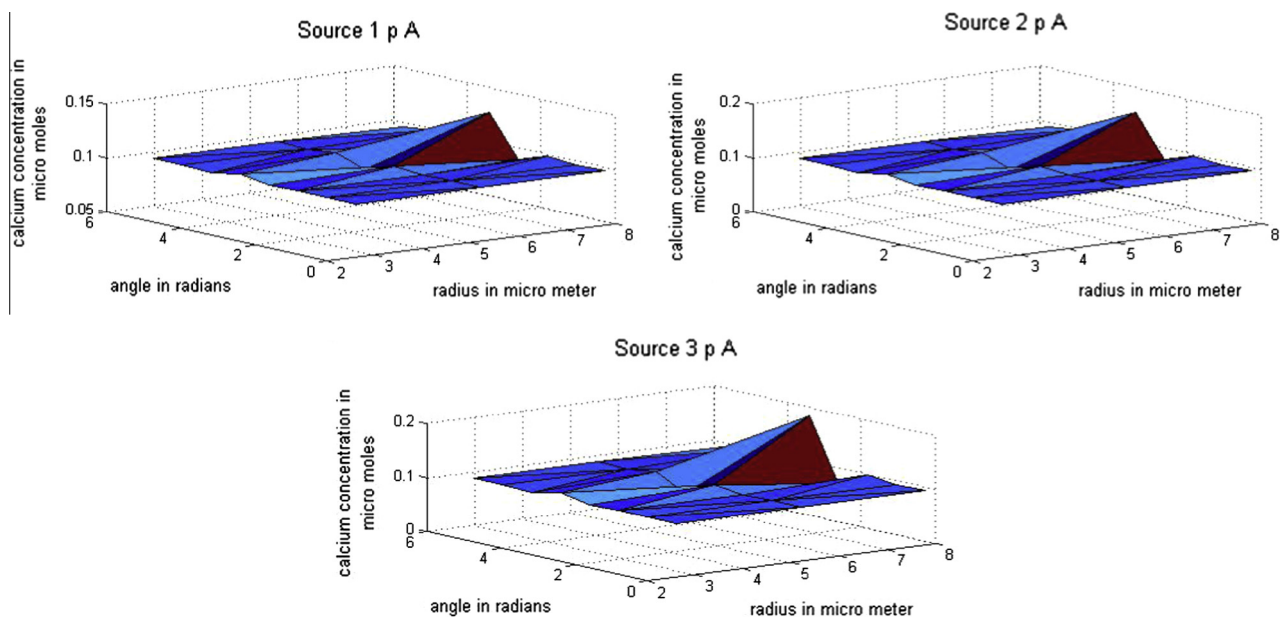 Source 1 p A
calcium concentration in
micro moles
0.15
0.1
0.05
6
4
2
0
2
3
4
5
6
7
8
angle in radians
radius in micro meter
Source 2 p A
calcium concentration in
micro moles
0.2
0.1
0
6
4
2
0
2
3
4
5
6
7
8
angle in radians
radius in micro meter
Source 3 p A
calcium concentration in
micro moles
0.2
0.1
0
6
4
2
0
2
3
4
5
6
7
8
angle in radians
radius in micro meter